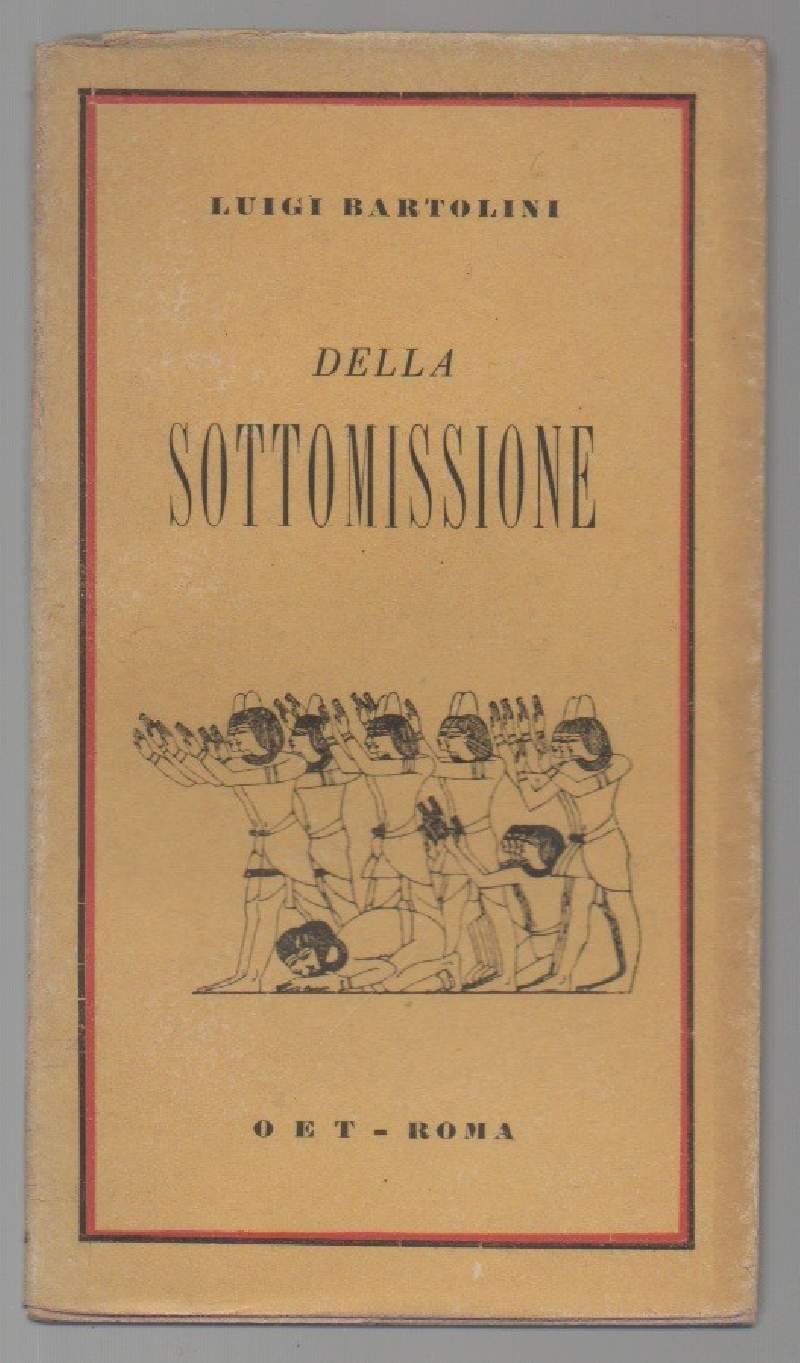 LUIGI BARTOLINI
DELLA
SOTTOMISSIONE
O E T - ROMA